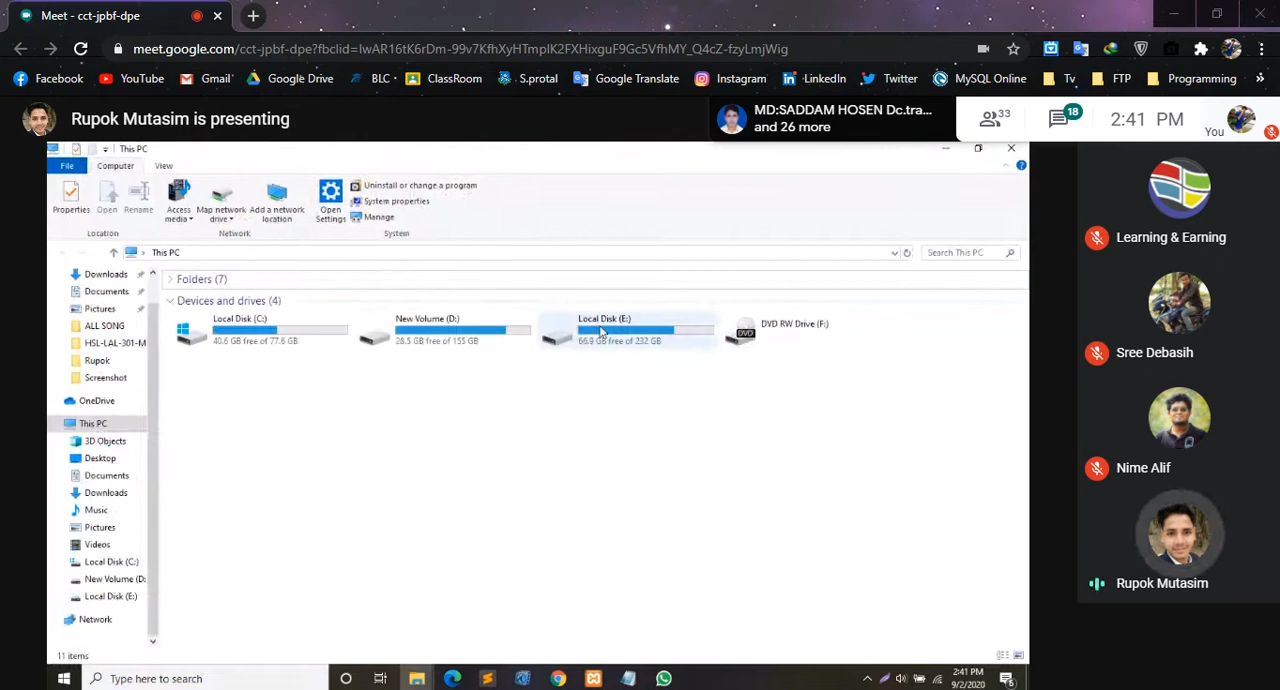 Meet - cct-jpbf-dpe
meet.google.com/cct-jpbf-dpe?fbclid=IwAR16tK6rDm-99v7KfhXyHTmpIK2FXHixguF9Gc5VfhMY_Q4cZ-fzyLmjWig
Facebook YouTube Gmail Google Drive BLC ClassRoom S.protal Google Translate Instagram LinkedIn Twitter MySQL Online Tv FTP Programming »
Rupok Mutasim is presenting
MD:SADDAM HOSEN Dc.tra...
and 26 more
33
18
2:41 PM
You
This PC
File Computer View
Properties Open Rename
Access media
Map network drive
Add a network location
Open Settings
Uninstall or change a program
System properties
Manage
Location Network System
This PC
Search This PC
Downloads
Documents
Pictures
ALL SONG
HSL-LAL-301-M
Rupok
Screenshot
OneDrive
This PC
3D Objects
Desktop
Documents
Downloads
Music
Pictures
Videos
Local Disk (C:)
New Volume (D:
Local Disk (E:)
Network
Folders (7)
Devices and drives (4)
Local Disk (C:)
40.6 GB free of 77.6 GB
New Volume (D:)
28.5 GB free of 155 GB
Local Disk (E:)
66.9 GB free of 232 GB
DVD RW Drive (F:)
DVD
11 items
Learning & Earning
Sree Debasih
Nime Alif
Rupok Mutasim
Type here to search
2:41 PM
9/2/2020